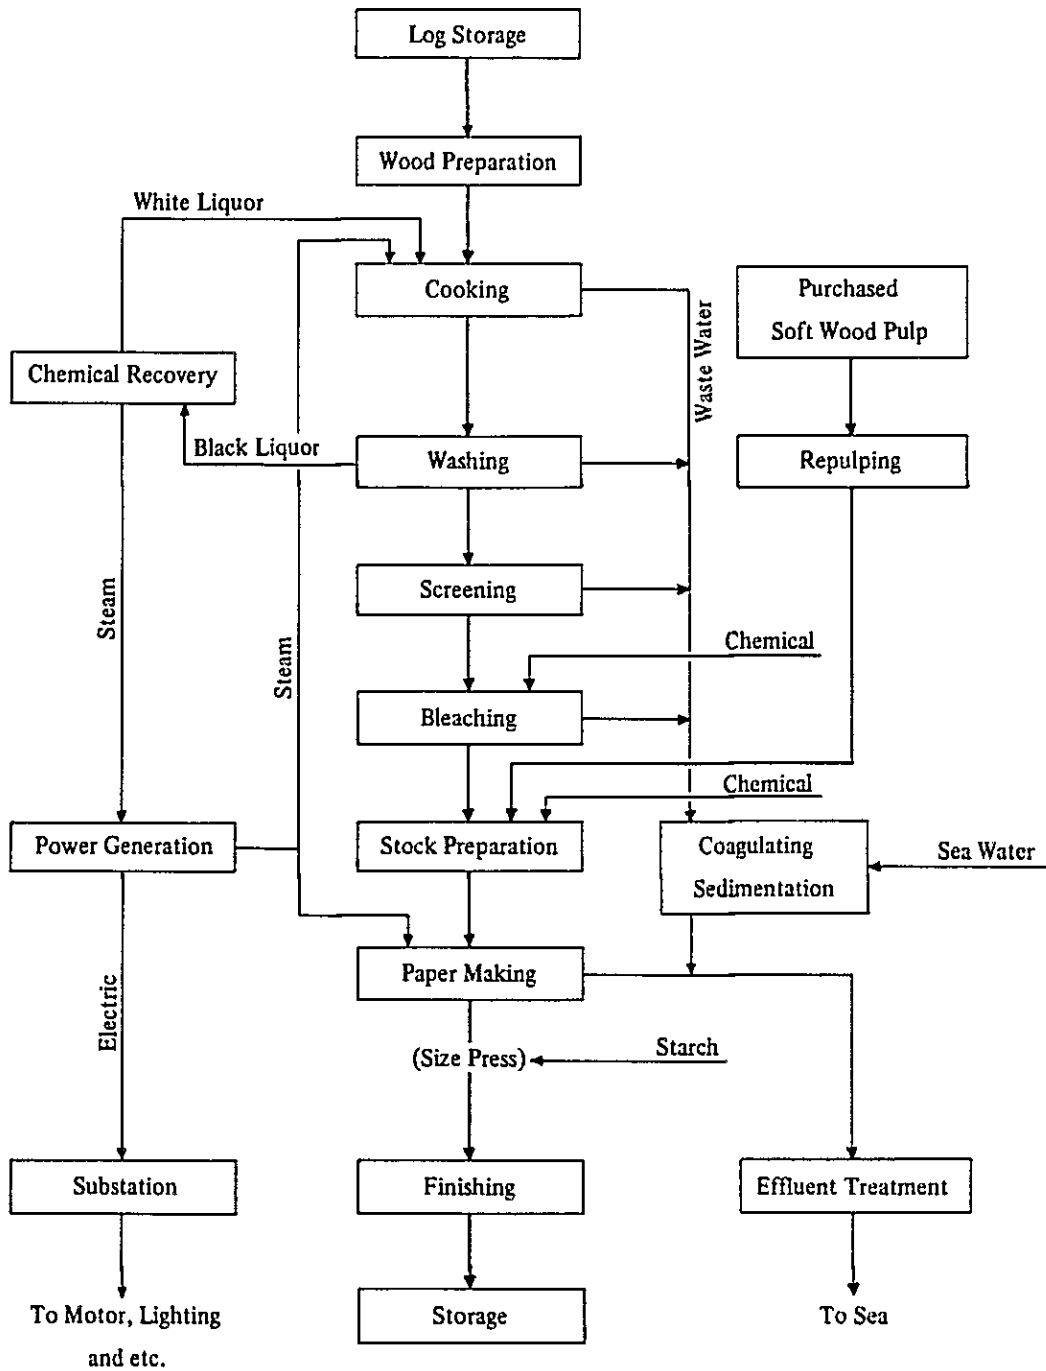 Log Storage
Wood Preparation
White Liquor
Cooking
Purchased
Soft Wood Pulp
Waste Water
Chemical Recovery
Black Liquor
Washing
Repulping
Steam
Screening
Steam
Chemical
Bleaching
Chemical
Power Generation
Stock Preparation
Coagulating
Sedimentation
Sea Water
Electric
Paper Making
(Size Press)
Starch
Substation
Finishing
Effluent Treatment
To Motor, Lighting
and etc.
Storage
To Sea